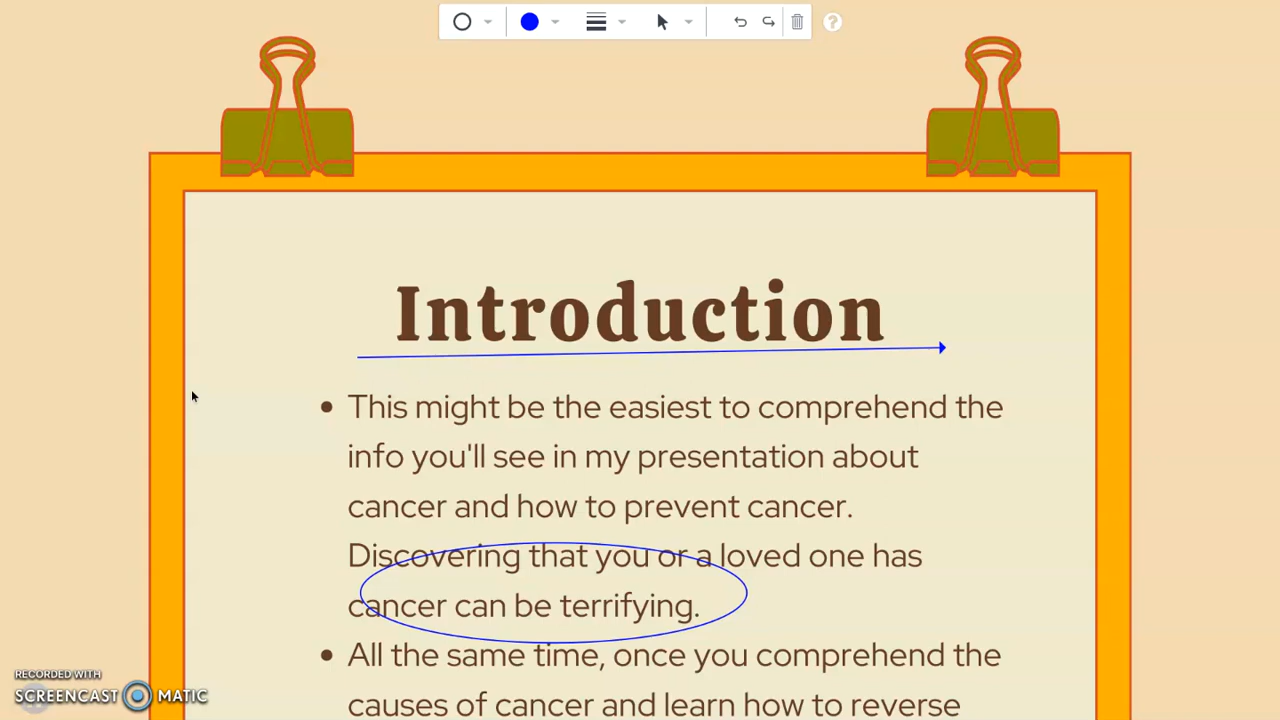 Introduction
• This might be the easiest to comprehend the
info you'll see in my presentation about
cancer and how to prevent cancer.
Discovering that you or a loved one has
cancer can be terrifying.
• All the same time, once you comprehend the
causes of cancer and learn how to reverse
RECORDED WITH
SCREENCAST MATIC